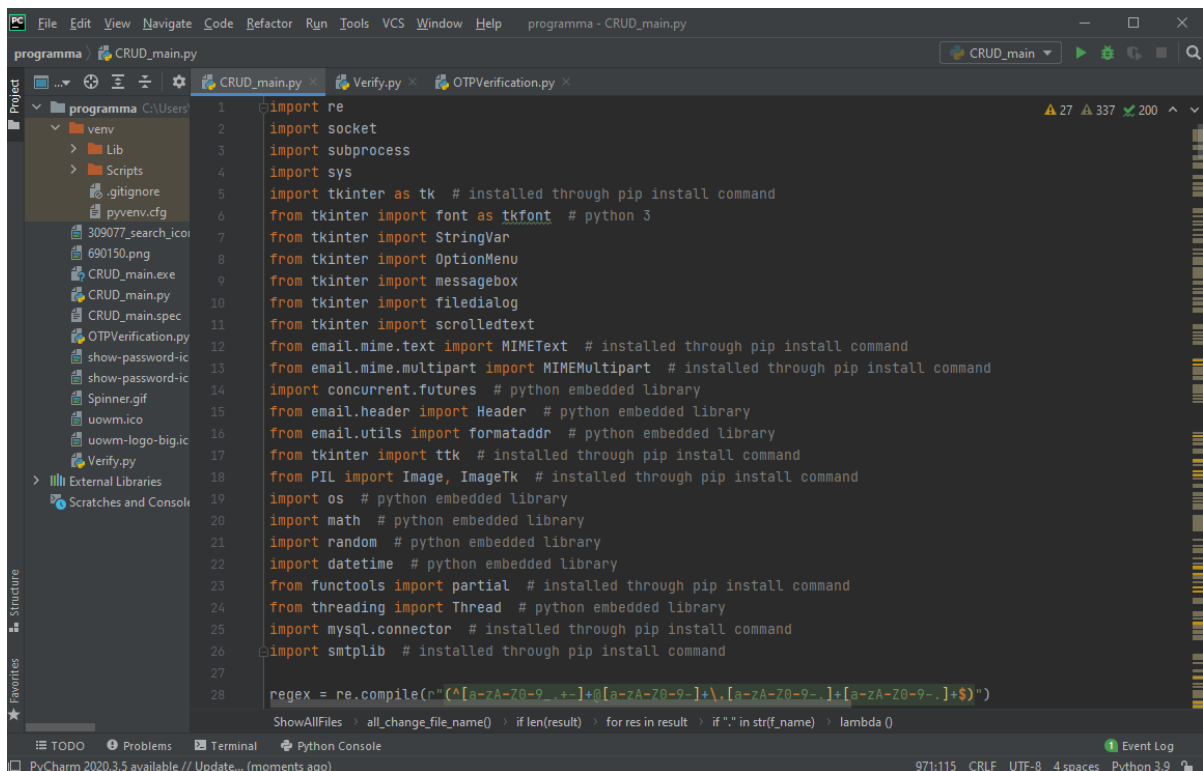 PC File Edit View Navigate Code Refactor Run Tools VCS Window Help programma - CRUD_main.py
programma CRUD_main.py CRUD_main
Project
... CRUD_main.py Verify.py OTPVerification.py
programma C:\Users
venv
Lib
Scripts
.gitignore
pyvenv.cfg
309077_search_icon
690150.png
CRUD_main.exe
CRUD_main.py
CRUD_main.spec
OTPVerification.py
show-password-ic
show-password-ic
Spinner.gif
uowm.ico
uowm-logo-big.ic
Verify.py
External Libraries
Scratches and Console
27 337 200
1 import re
2 import socket
3 import subprocess
4 import sys
5 import tkinter as tk # installed through pip install command
6 from tkinter import font as tkfont # python 3
7 from tkinter import StringVar
8 from tkinter import OptionMenu
9 from tkinter import messagebox
10 from tkinter import filedialog
11 from tkinter import scrolledtext
12 from email.mime.text import MIMEText # installed through pip install command
13 from email.mime.multipart import MIMEMultipart # installed through pip install command
14 import concurrent.futures # python embedded library
15 from email.header import Header # python embedded library
16 from email.utils import formataddr # python embedded library
17 from tkinter import ttk # installed through pip install command
18 from PIL import Image, ImageTk # installed through pip install command
19 import os # python embedded library
20 import math # python embedded library
21 import random # python embedded library
22 import datetime # python embedded library
23 from functools import partial # installed through pip install command
24 from threading import Thread # python embedded library
25 import mysql.connector # installed through pip install command
26 import smtplib # installed through pip install command
27
28 regex = re.compile(r"(^[a-zA-Z0-9_.+-]+@[a-zA-Z0-9-]+\.[a-zA-Z0-9-.]+[a-zA-Z0-9-.]+$)")
Structure
Favorites
ShowAllFiles all_change_file_name() if len(result) for res in result if "." in str(f_name) lambda ()
TODO Problems Terminal Python Console 1 Event Log
PyCharm 2020.3.5 available // Update... (moments ago) 971:115 CRLF UTF-8 4 spaces Python 3.9